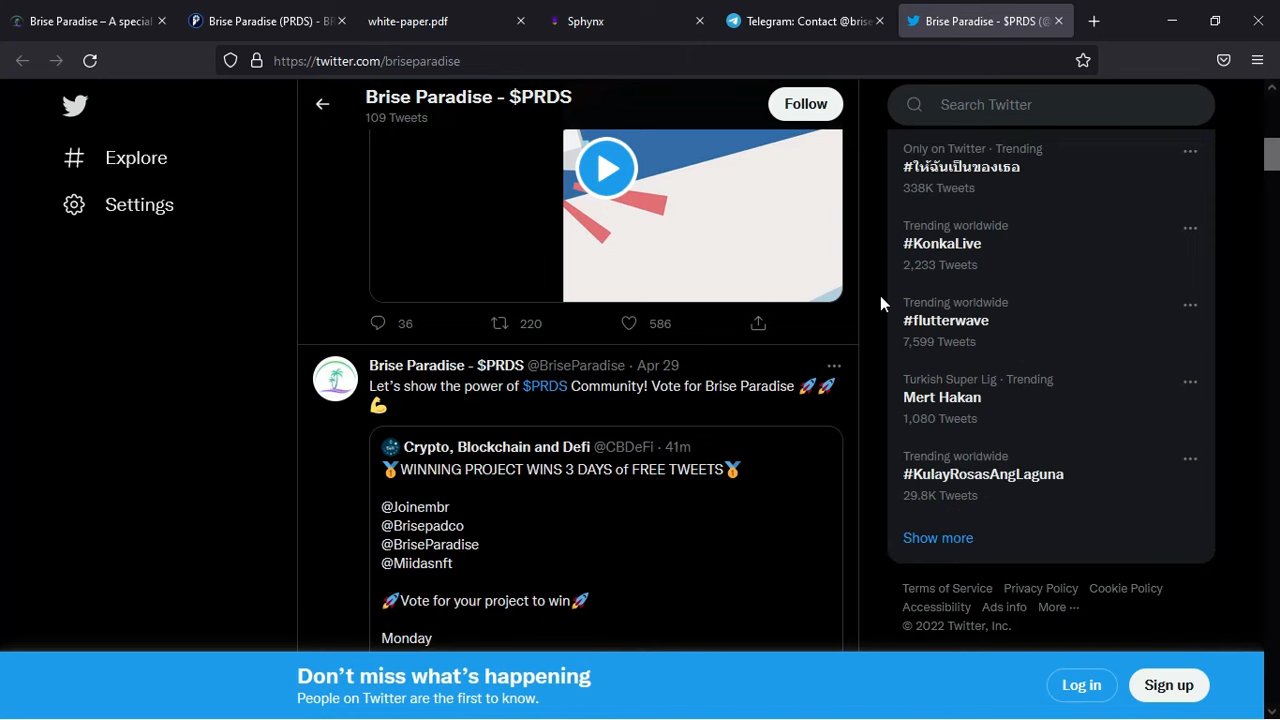 Brise Paradise – A special
Brise Paradise (PRDS) - BR
white-paper.pdf
Sphynx
Telegram: Contact @brise
Brise Paradise - $PRDS (@
https://twitter.com/briseparadise
Explore
Settings
Brise Paradise - $PRDS
109 Tweets
Follow
36
220
586
Brise Paradise - $PRDS @BriseParadise · Apr 29
Let's show the power of $PRDS Community! Vote for Brise Paradise 🚀🚀
💪
Crypto, Blockchain and Defi @CBDeFi · 41m
🥇WINNING PROJECT WINS 3 DAYS of FREE TWEETS🥇
@Joinembr
@Brisepadco
@BriseParadise
@Miidasnft
🚀Vote for your project to win🚀
Monday
Search Twitter
Only on Twitter · Trending
#ให้ฉันเป็นของเธอ
338K Tweets
Trending worldwide
#KonkaLive
2,233 Tweets
Trending worldwide
#flutterwave
7,599 Tweets
Turkish Super Lig · Trending
Mert Hakan
1,080 Tweets
Trending worldwide
#KulayRosasAngLaguna
29.8K Tweets
Show more
Terms of Service Privacy Policy Cookie Policy
Accessibility Ads info More ···
© 2022 Twitter, Inc.
Don't miss what's happening
People on Twitter are the first to know.
Log in
Sign up